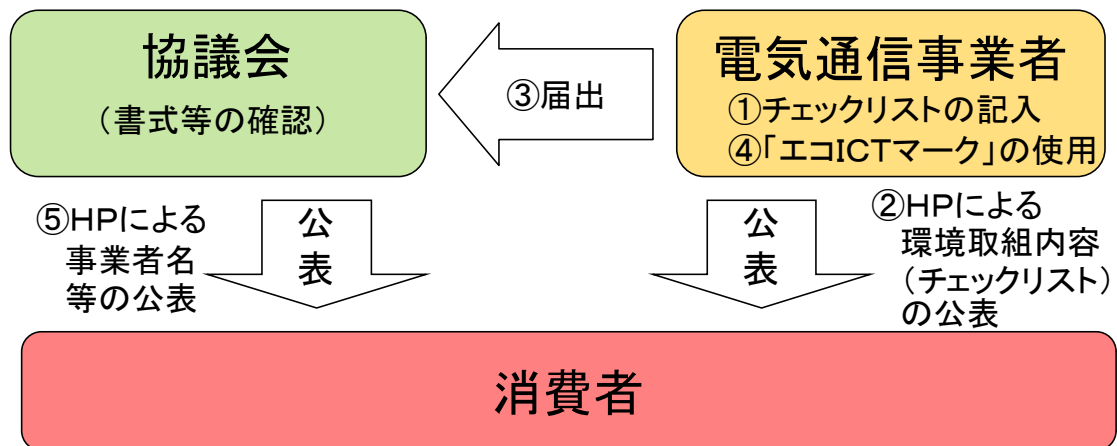 協議会
（書式等の確認）
③届出
電気通信事業者
①チェックリストの記入
④「エコICTマーク」の使用
⑤HPによる
事業者名
等の公表
公
表
公
表
②HPによる
環境取組内容
（チェックリスト）
の公表
消費者